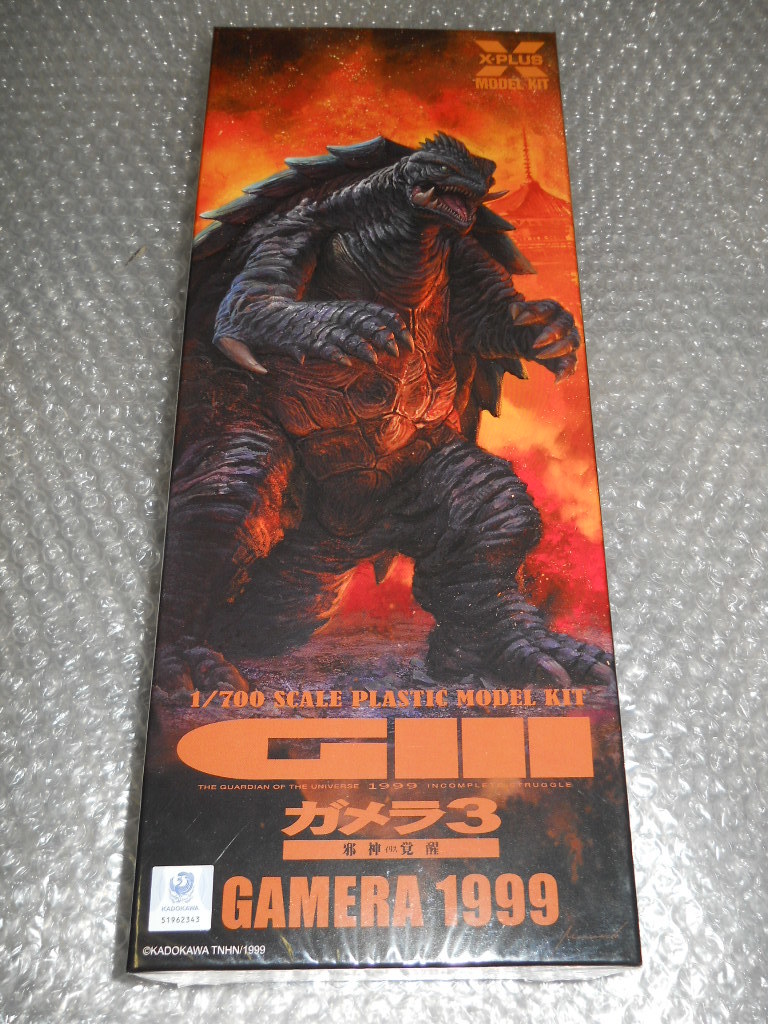 X-PLUS
MODEL KIT
1/700 SCALE PLASTIC MODEL KIT
GIII
THE GUARDIAN OF THE UNIVERSE 1999 INCOMPLETE STRUGGLE
ガメラ3
邪神イリス覚醒
KADOKAWA
51962343
GAMERA 1999
©KADOKAWA TNHN/1999